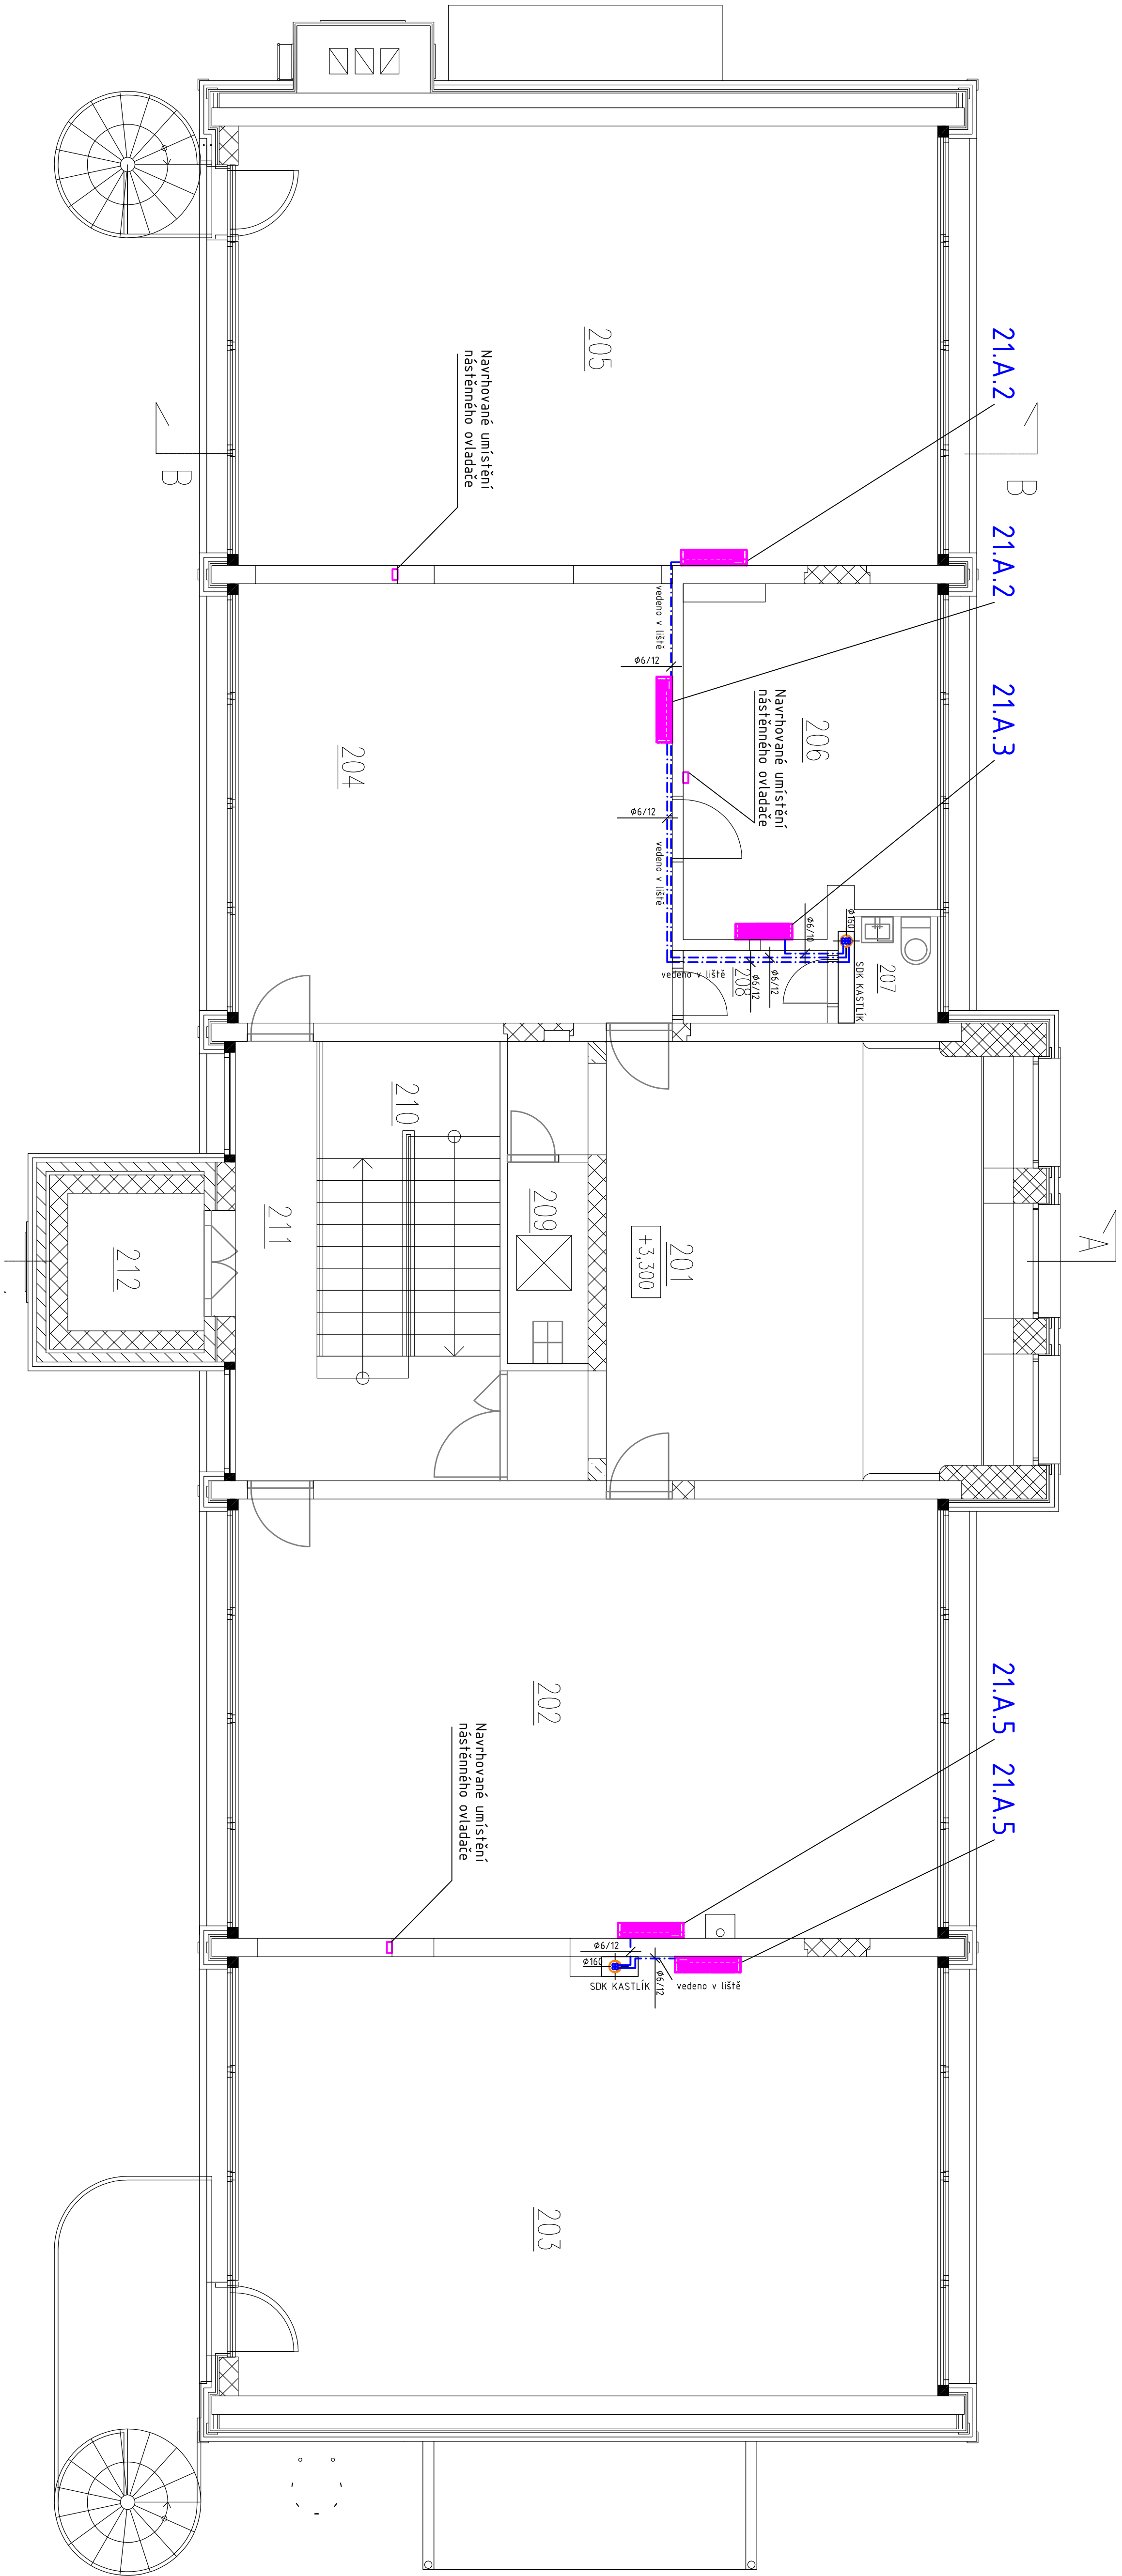 21.A.2
21.A.2
21.A.3
21.A.5
21.A.5
B
B
A
205
Navrhované umístění
nástěnného ovladače
vedeno v liště
ϕ6/12
206
Navrhované umístění
nástěnného ovladače
204
ϕ6/12
vedeno v liště
ϕ160
ϕ6/10
SDK KASTLÍK
207
208
ϕ6/12
ϕ6/12
vedeno v liště
210
209
201
+3,300
211
212
202
Navrhované umístění
nástěnného ovladače
ϕ6/12
ϕ160
ϕ6/12
SDK KASTLÍK
vedeno v liště
203